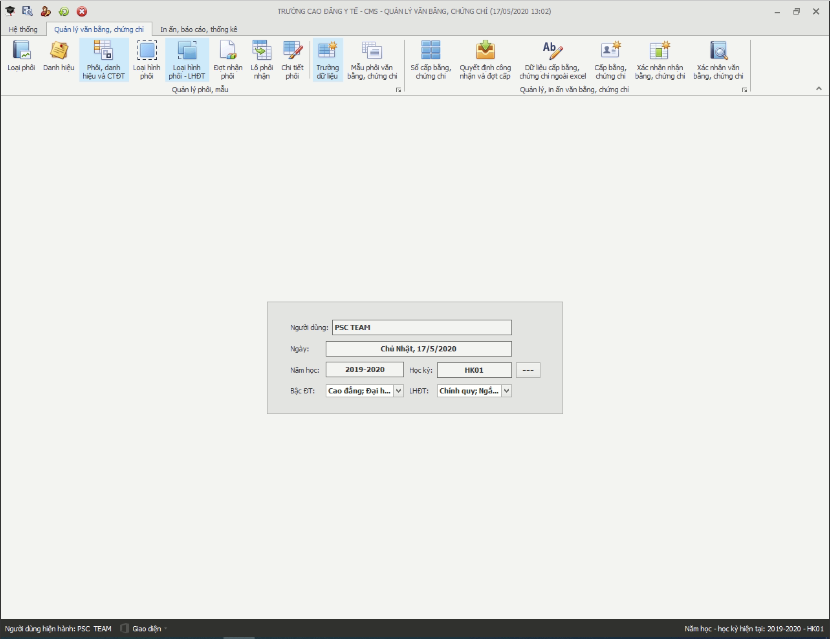 TRƯỜNG CAO ĐẲNG Y TẾ - CMS - QUẢN LÝ VĂN BẰNG, CHỨNG CHỈ (17/05/2020 13:02)
Hệ thống Quản lý văn bằng, chứng chỉ In ấn, báo cáo, thống kê
Loại phôi
Danh hiệu
Phôi, danh
hiệu và CTĐT
Loại hình
phôi
Loại hình
phôi - LHĐT
Đợt nhận
phôi
Lô phôi
nhận
Chi tiết
phôi
Trường
dữ liệu
Mẫu phôi văn
bằng, chứng chỉ
Sổ cấp bằng,
chứng chỉ
Quyết định công
nhận và đợt cấp
Ab
Dữ liệu cấp bằng,
chứng chỉ ngoài excel
Cấp bằng,
chứng chỉ
Xác nhận nhận
bằng, chứng chỉ
Xác nhận văn
bằng, chứng chỉ
Quản lý phôi, mẫu
Quản lý, in ấn văn bằng, chứng chỉ
Người dùng: PSC TEAM
Ngày: Chủ Nhật, 17/5/2020
Năm học: 2019-2020 Học kỳ: HK01 ---
Bậc ĐT: Cao đẳng; Đại h... LHĐT: Chính quy; Ngắ...
Người dùng hiện hành: PSC TEAM Giao diện Năm học - học kỳ hiện tại: 2019-2020 - HK01